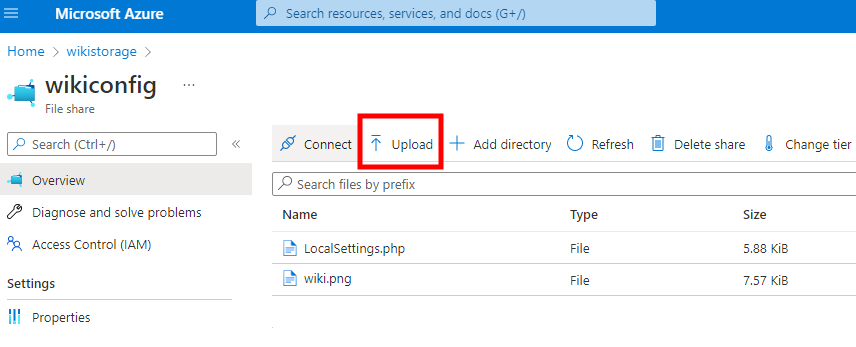 Microsoft Azure
Search resources, services, and docs (G+/)
Home > wikistorage >
wikiconfig ...
File share
Search (Ctrl+/) «
Connect Upload Add directory Refresh Delete share Change tier
Overview
Search files by prefix
Diagnose and solve problems
Name Type Size
Access Control (IAM)
LocalSettings.php File 5.88 KiB
wiki.png File 7.57 KiB
Settings
Properties